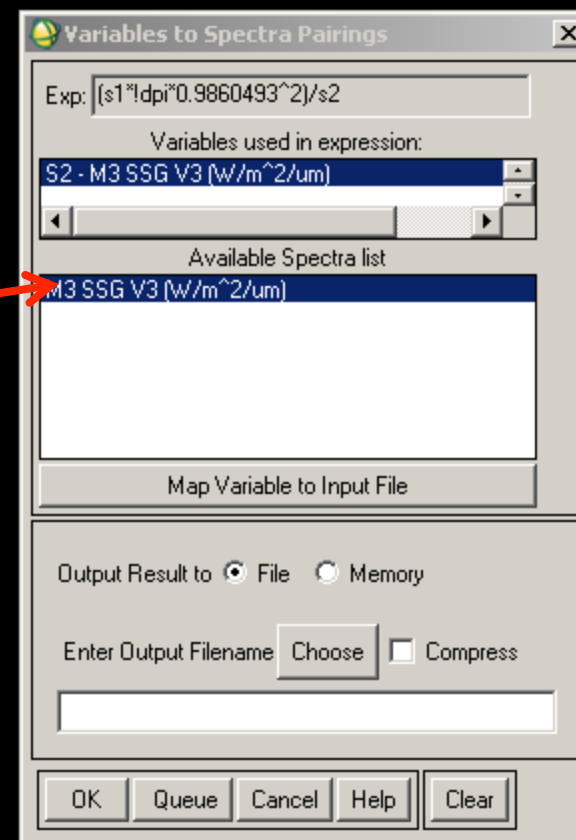 Variables to Spectra Pairings
Exp: (s1*!dpi*0.9860493^2)/s2
Variables used in expression:
S2 - M3 SSG V3 (W/m^2/um)
Available Spectra list
M3 SSG V3 (W/m^2/um)
Map Variable to Input File
Output Result to File Memory
Enter Output Filename Choose Compress
OK Queue Cancel Help Clear